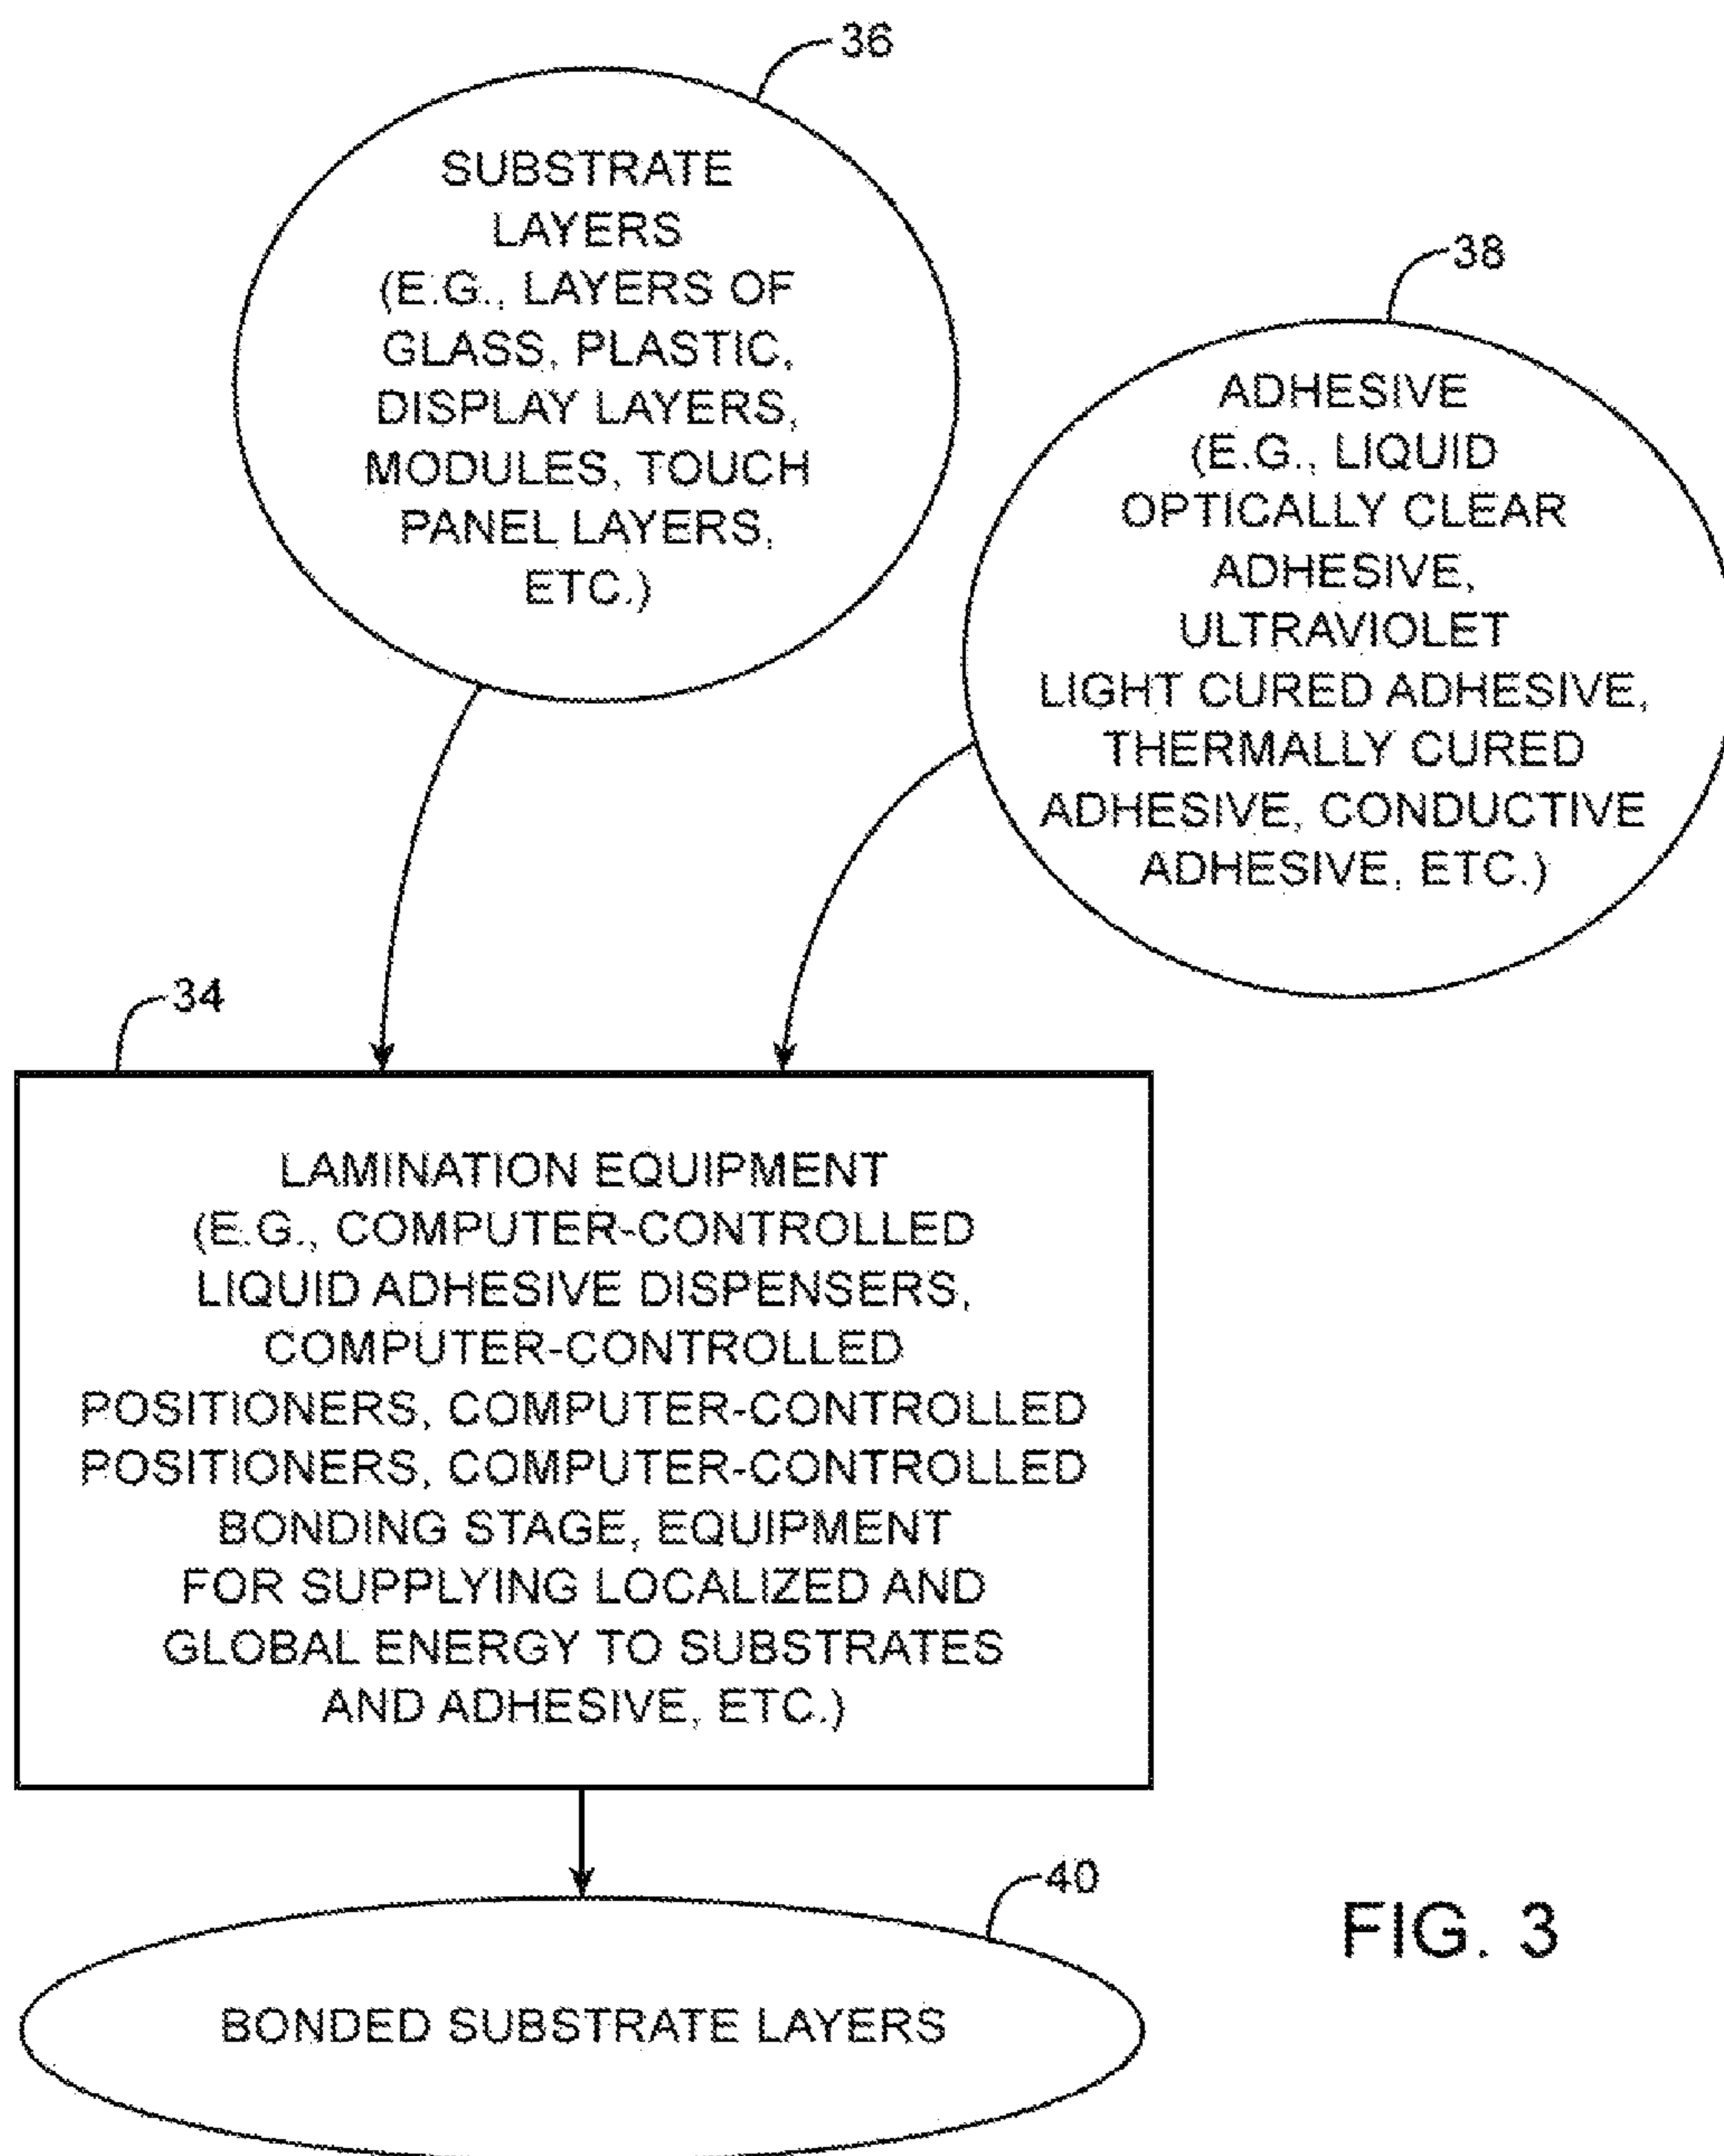 36
SUBSTRATE
LAYERS
(E.G., LAYERS OF
GLASS, PLASTIC,
DISPLAY LAYERS,
MODULES, TOUCH
PANEL LAYERS,
ETC.)
38
ADHESIVE
(E.G., LIQUID
OPTICALLY CLEAR
ADHESIVE,
ULTRAVIOLET
LIGHT CURED ADHESIVE,
THERMALLY CURED
ADHESIVE, CONDUCTIVE
ADHESIVE, ETC.)
34
LAMINATION EQUIPMENT
(E.G., COMPUTER-CONTROLLED
LIQUID ADHESIVE DISPENSERS,
COMPUTER-CONTROLLED
POSITIONERS, COMPUTER-CONTROLLED
POSITIONERS, COMPUTER-CONTROLLED
BONDING STAGE, EQUIPMENT
FOR SUPPLYING LOCALIZED AND
GLOBAL ENERGY TO SUBSTRATES
AND ADHESIVE, ETC.)
40
BONDED SUBSTRATE LAYERS
FIG. 3